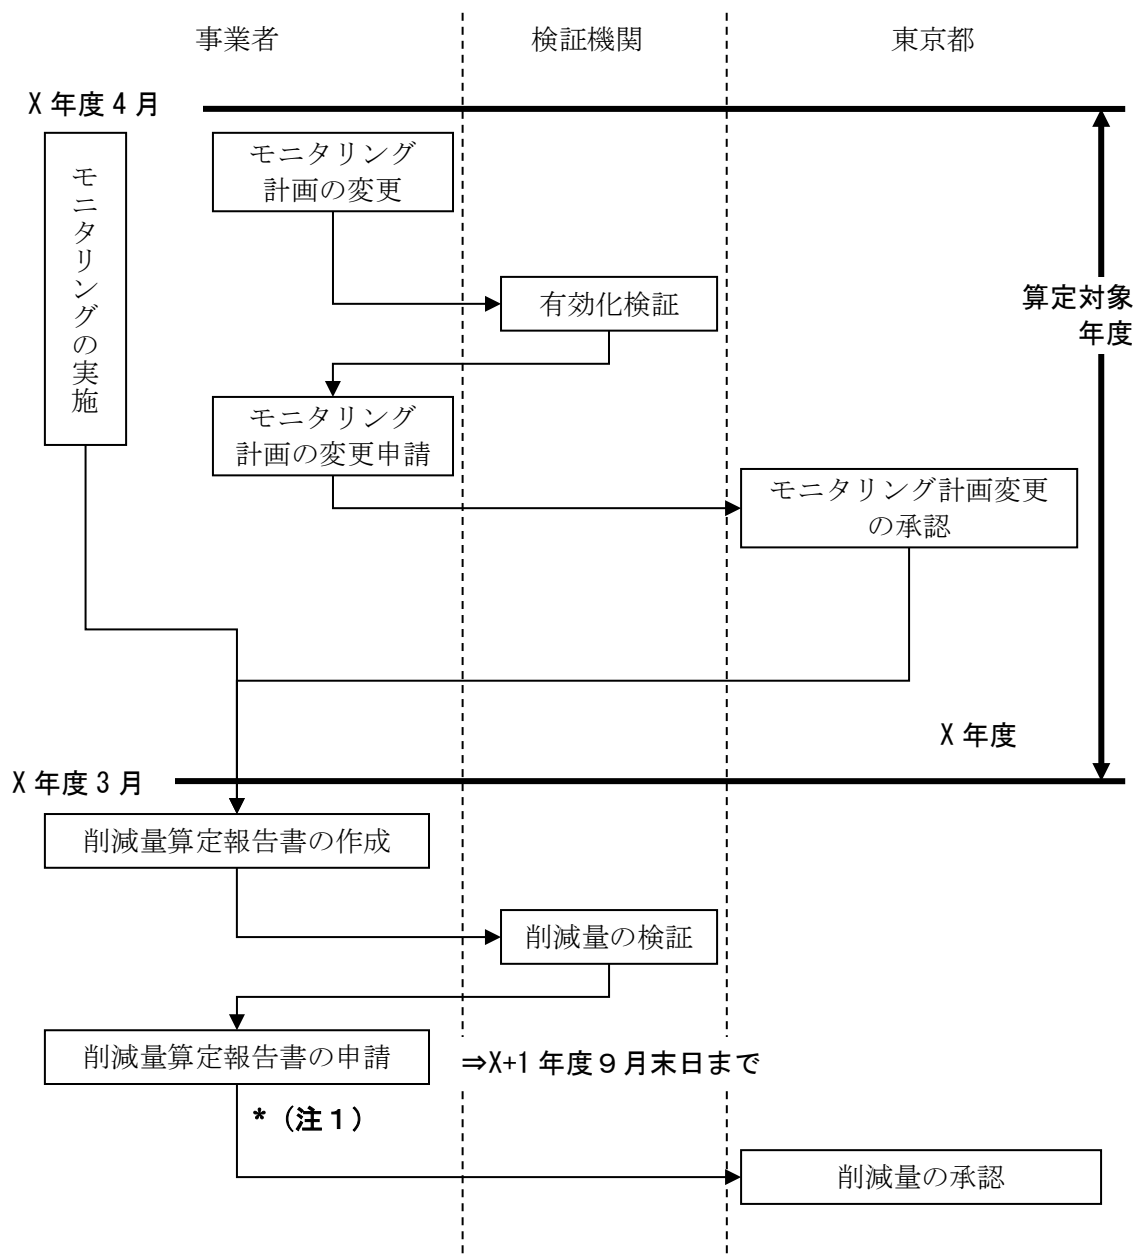 事業者
検証機関
東京都
X 年度 4 月
モニタリングの実施
モニタリング
計画の変更
有効化検証
算定対象
年度
モニタリング
計画の変更申請
モニタリング計画変更
の承認
X 年度
X 年度 3 月
削減量算定報告書の作成
削減量の検証
削減量算定報告書の申請
⇒X+1 年度９月末日まで
*（注１）
削減量の承認